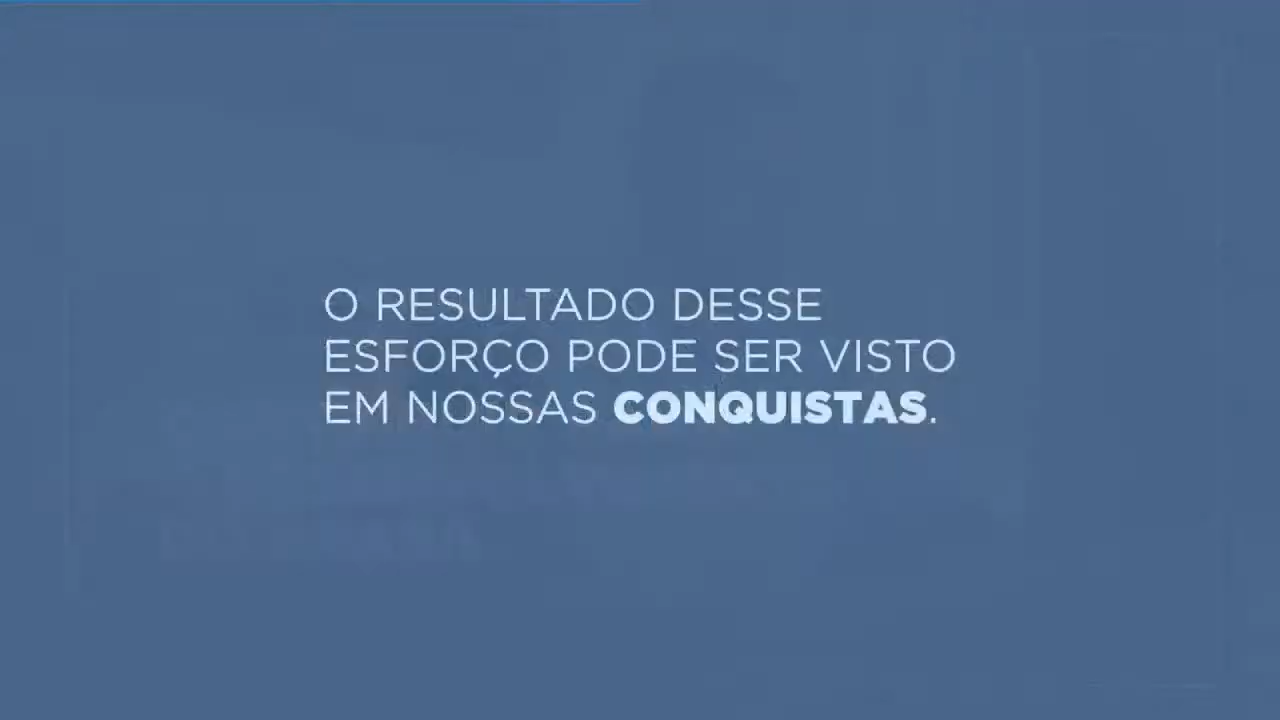 O RESULTADO DESSE
ESFORÇO PODE SER VISTO
EM NOSSAS CONQUISTAS.